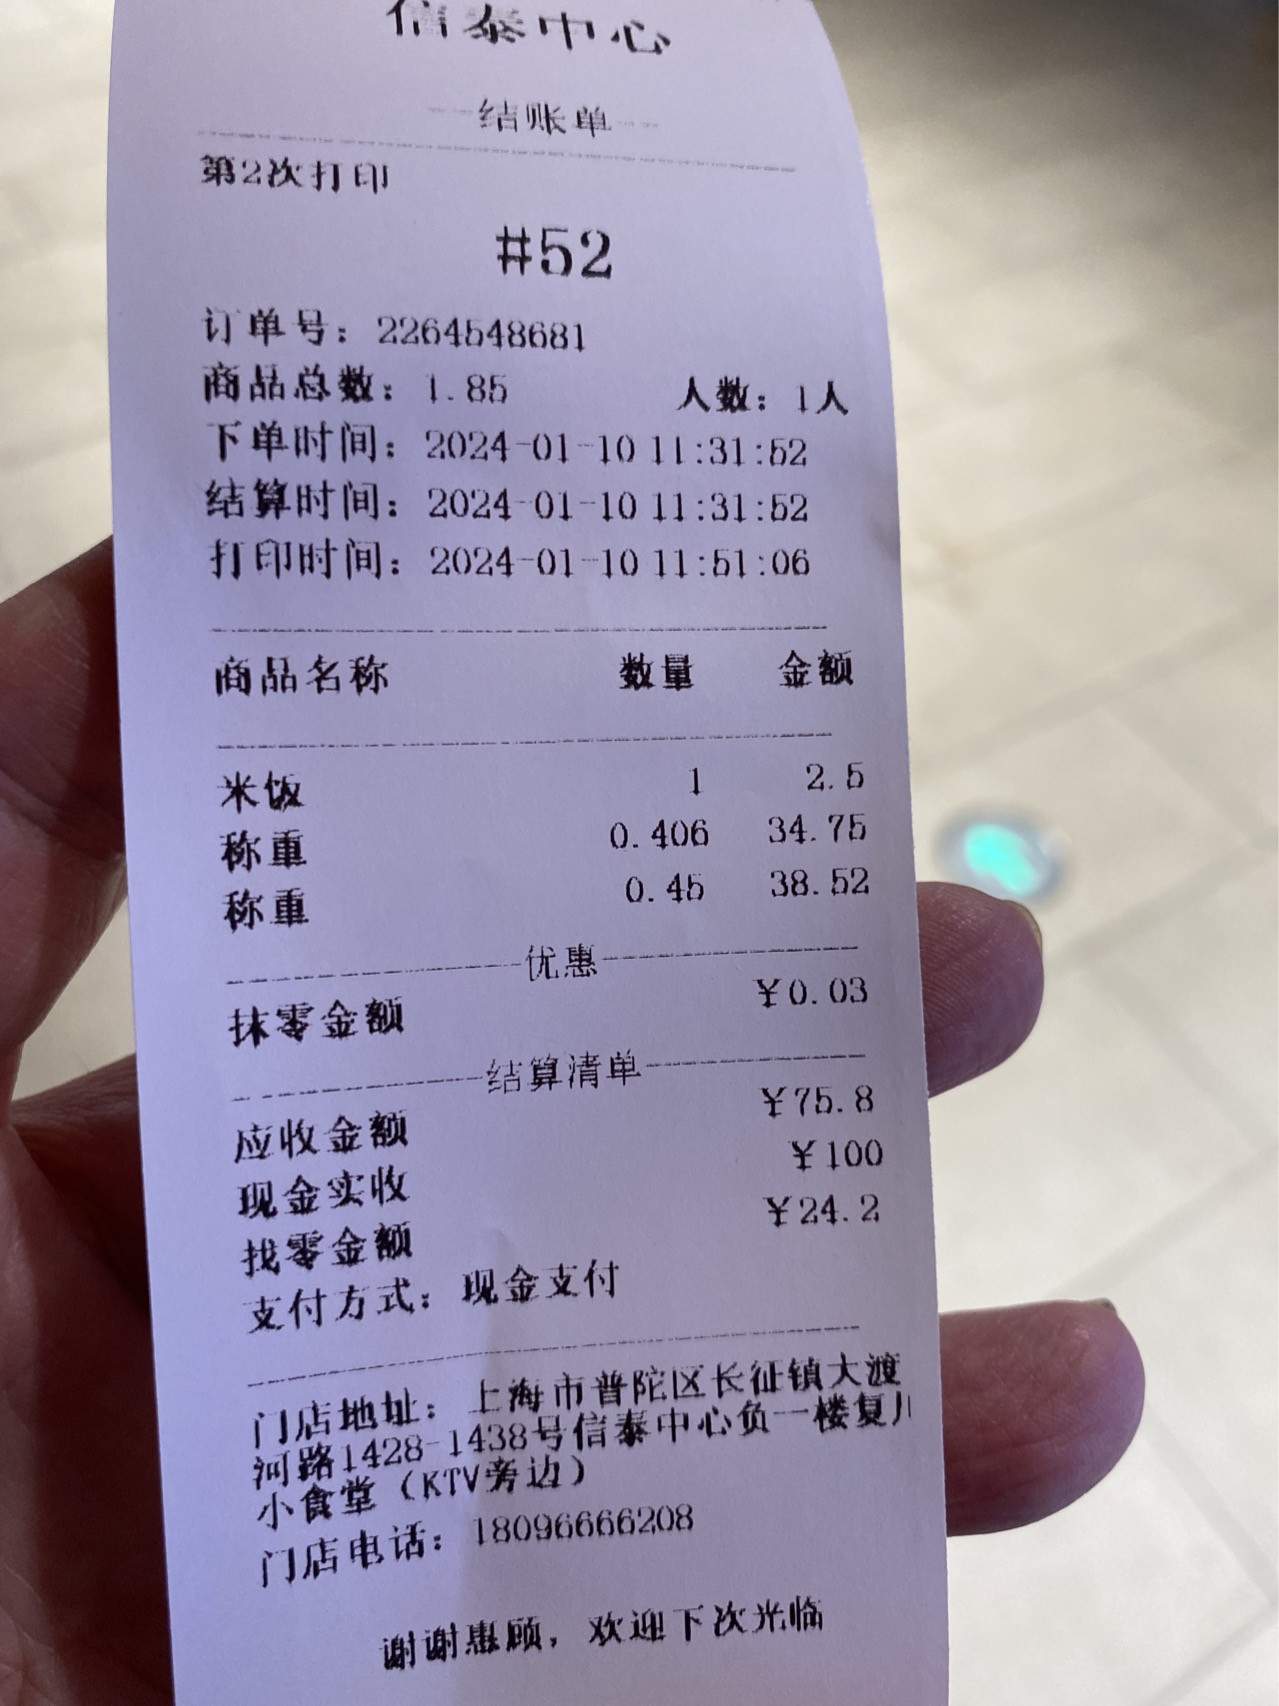 信泰中心
结账单
第2次打印
#52
订单号：2264548681
商品总数：1.85 人数：1人
下单时间：2024-01-10 11:31:52
结算时间：2024-01-10 11:31:52
打印时间：2024-01-10 11:51:06
商品名称 数量 金额
米饭 1 2.5
称重 0.406 34.75
称重 0.45 38.52
优惠
抹零金额 ¥0.03
结算清单
应收金额 ¥75.8
现金实收 ¥100
找零金额 ¥24.2
支付方式：现金支付
门店地址：上海市普陀区长征镇大渡
河路1428-1438号信泰中心负一楼复川
小食堂（KTV旁边）
门店电话：18096666208
谢谢惠顾，欢迎下次光临